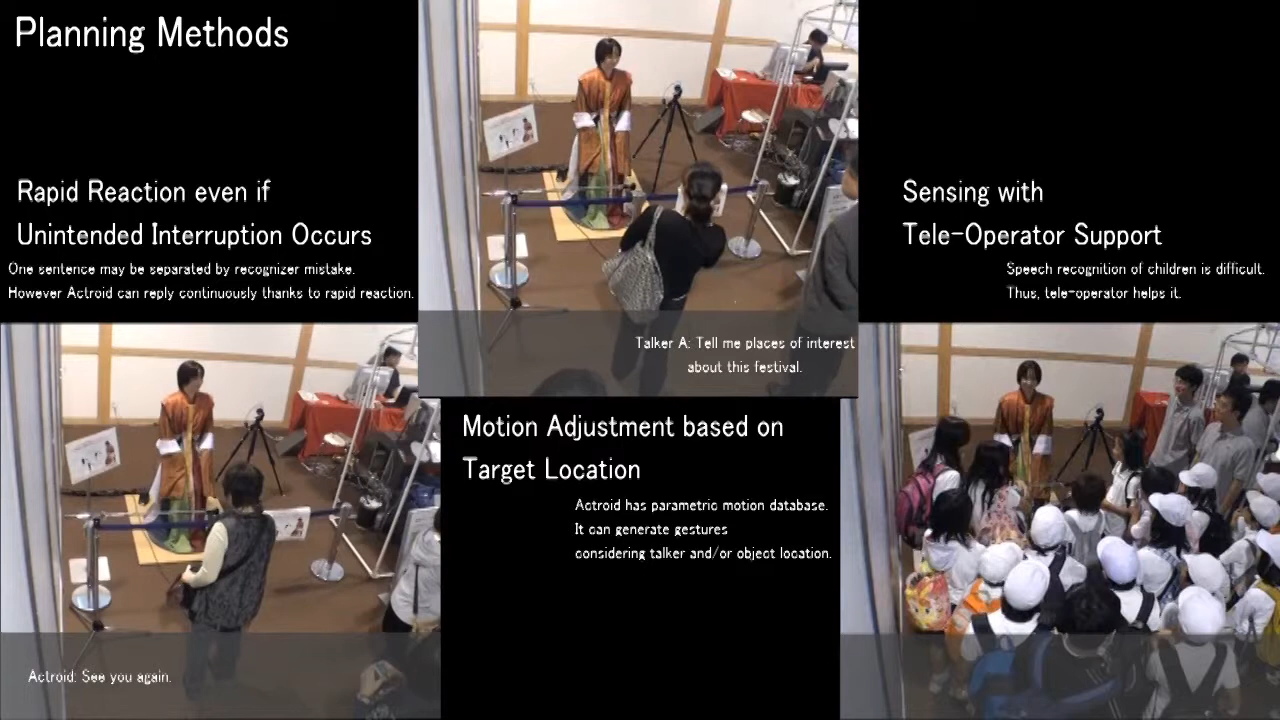 Planning Methods
Rapid Reaction even if
Unintended Interruption Occurs
One sentence may be separated by recognizer mistake.
However Actroid can reply continuously thanks to rapid reaction.
Actroid: See you again.
Talker A: Tell me places of interest
about this festival.
Motion Adjustment based on
Target Location
Actroid has parametric motion database.
It can generate gestures
considering talker and/or object location.
Sensing with
Tele-Operator Support
Speech recognition of children is difficult.
Thus, tele-operator helps it.